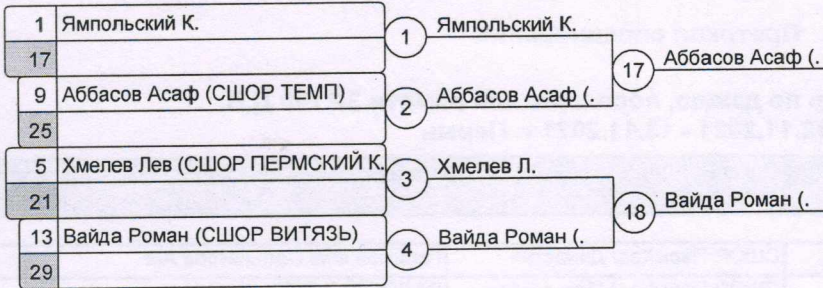 1 Ямпольский К.
17
1 Ямпольский К.
9 Аббасов Асаф (СШОР ТЕМП)
25
2 Аббасов Асаф (.
17 Аббасов Асаф (.
5 Хмелев Лев (СШОР ПЕРМСКИЙ К.
21
3 Хмелев Л.
13 Вайда Роман (СШОР ВИТЯЗЬ)
29
4 Вайда Роман (.
18 Вайда Роман (.